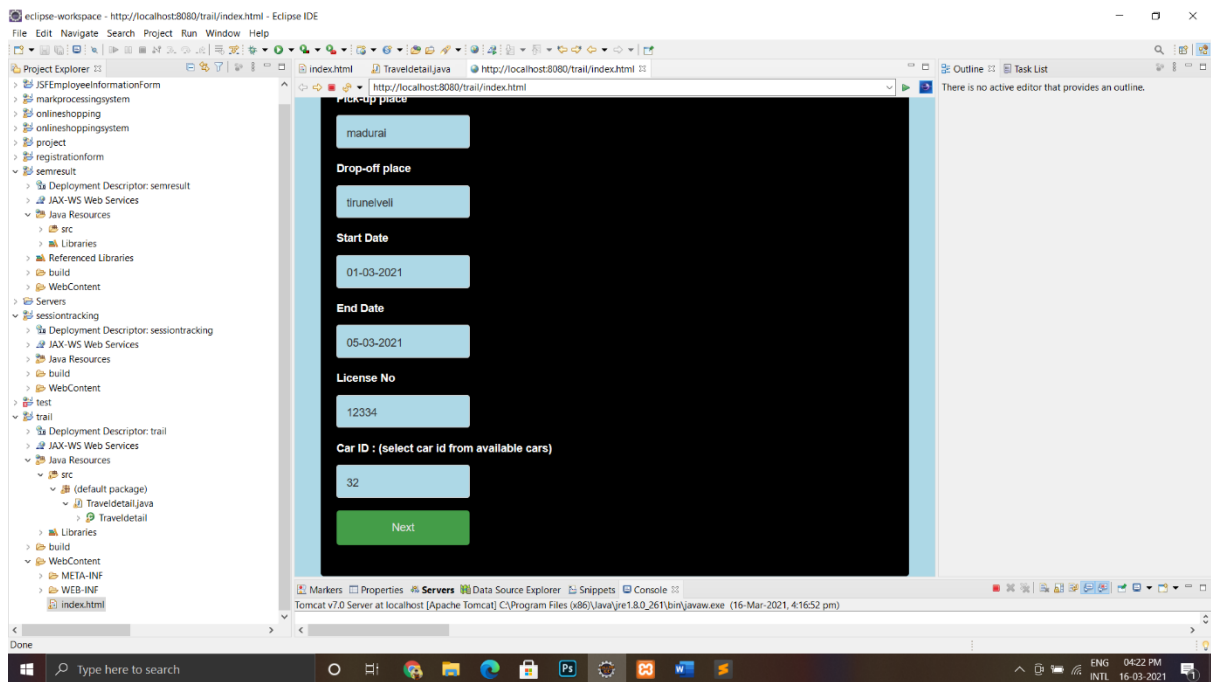 eclipse-workspace - http://localhost:8080/trail/index.html - Eclipse IDE
File Edit Navigate Search Project Run Window Help
Project Explorer
index.html Traveldetail.java http://localhost:8080/trail/index.html
Outline Task List
JSFEmployeeInformationForm
markprocessingsystem
onlineshopping
onlineshoppingsystem
project
registrationform
semresult
Deployment Descriptor: semresult
JAX-WS Web Services
Java Resources
src
Libraries
Referenced Libraries
build
WebContent
Servers
sessiontracking
Deployment Descriptor: sessiontracking
JAX-WS Web Services
Java Resources
build
WebContent
test
trail
Deployment Descriptor: trail
JAX-WS Web Services
Java Resources
src
(default package)
Traveldetail.java
Traveldetail
Libraries
build
WebContent
META-INF
WEB-INF
index.html
http://localhost:8080/trail/index.html
Pick-up place
madurai
Drop-off place
tirunelveli
Start Date
01-03-2021
End Date
05-03-2021
License No
12334
Car ID : (select car id from available cars)
32
Next
There is no active editor that provides an outline.
Markers Properties Servers Data Source Explorer Snippets Console
Tomcat v7.0 Server at localhost [Apache Tomcat] C:\Program Files (x86)\Java\jre1.8.0_261\bin\javaw.exe (16-Mar-2021, 4:16:52 pm)
Done
Type here to search
Ps
ENG 04:22 PM
INTL 16-03-2021